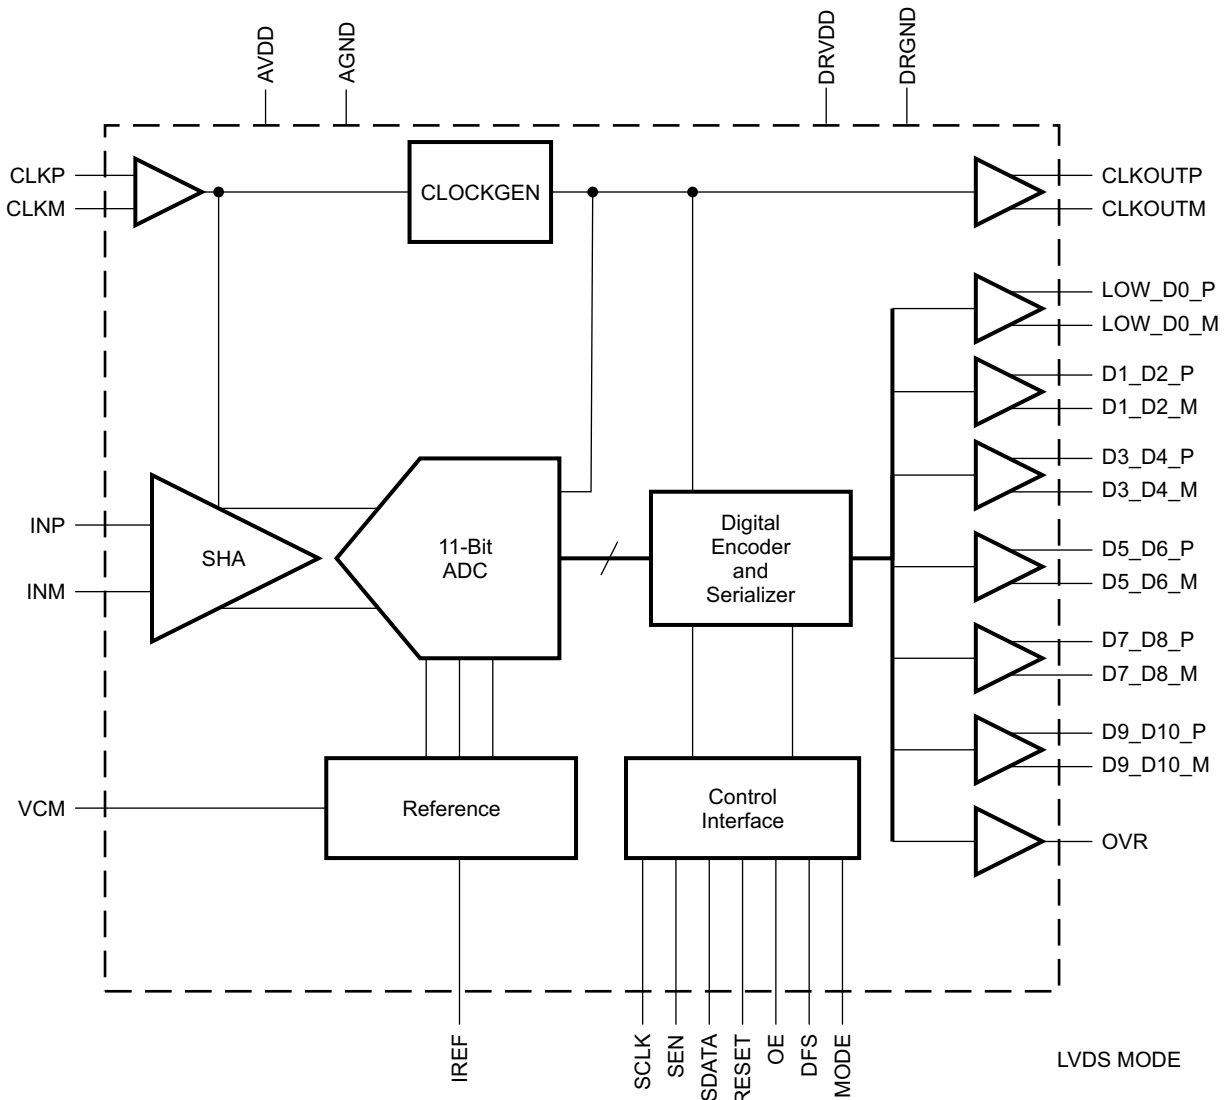 AVDD
AGND
DRVDD
DRGND
CLKP
CLKM
CLOCKGEN
CLKOUTP
CLKOUTM
LOW_D0_P
LOW_D0_M
D1_D2_P
D1_D2_M
D3_D4_P
D3_D4_M
INP
INM
SHA
11-Bit
ADC
Digital
Encoder
and
Serializer
D5_D6_P
D5_D6_M
D7_D8_P
D7_D8_M
D9_D10_P
D9_D10_M
VCM
Reference
Control
Interface
OVR
IREF
SCLK
SEN
SDATA
RESET
OE
DFS
MODE
LVDS MODE